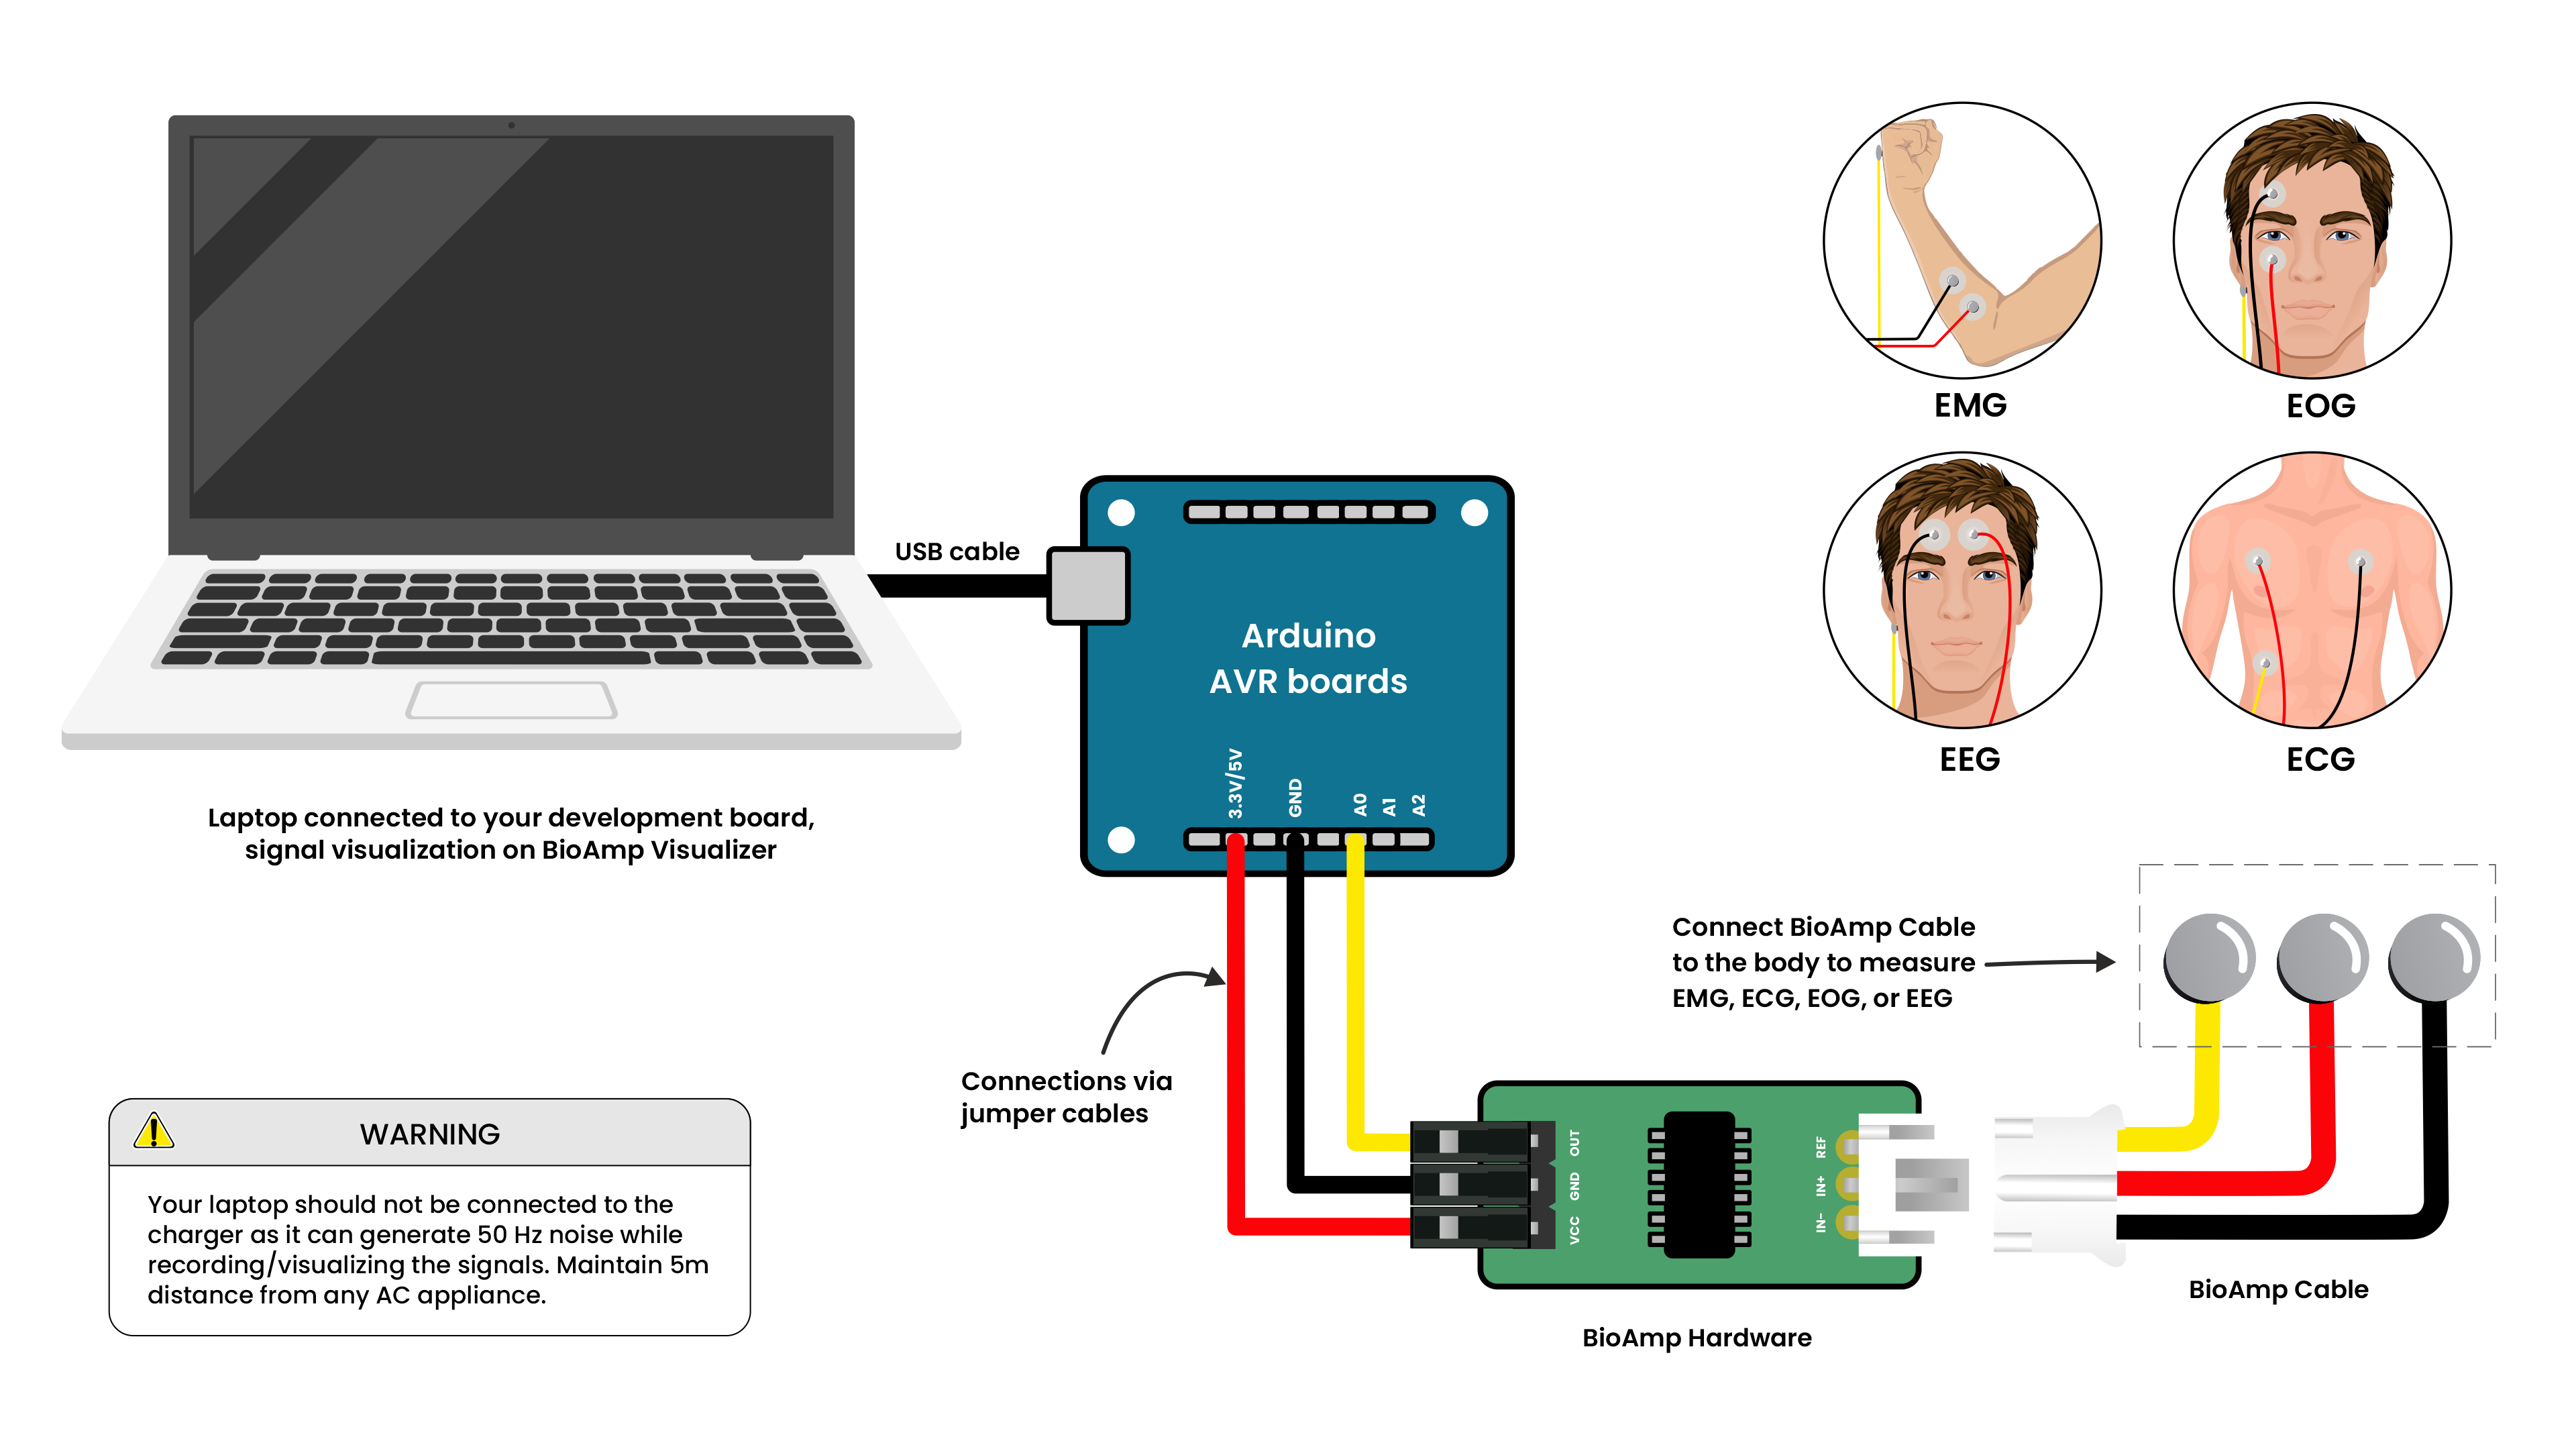 EMG
EOG
EEG
ECG
USB cable
Arduino
AVR boards
3.3V/5V
GND
A0
A1
A2
Laptop connected to your development board,
signal visualization on BioAmp Visualizer
Connections via
jumper cables
Connect BioAmp Cable
to the body to measure
EMG, ECG, EOG, or EEG
WARNING
Your laptop should not be connected to the
charger as it can generate 50 Hz noise while
recording/visualizing the signals. Maintain 5m
distance from any AC appliance.
OUT
GND
VCC
REF
IN+
IN-
BioAmp Hardware
BioAmp Cable